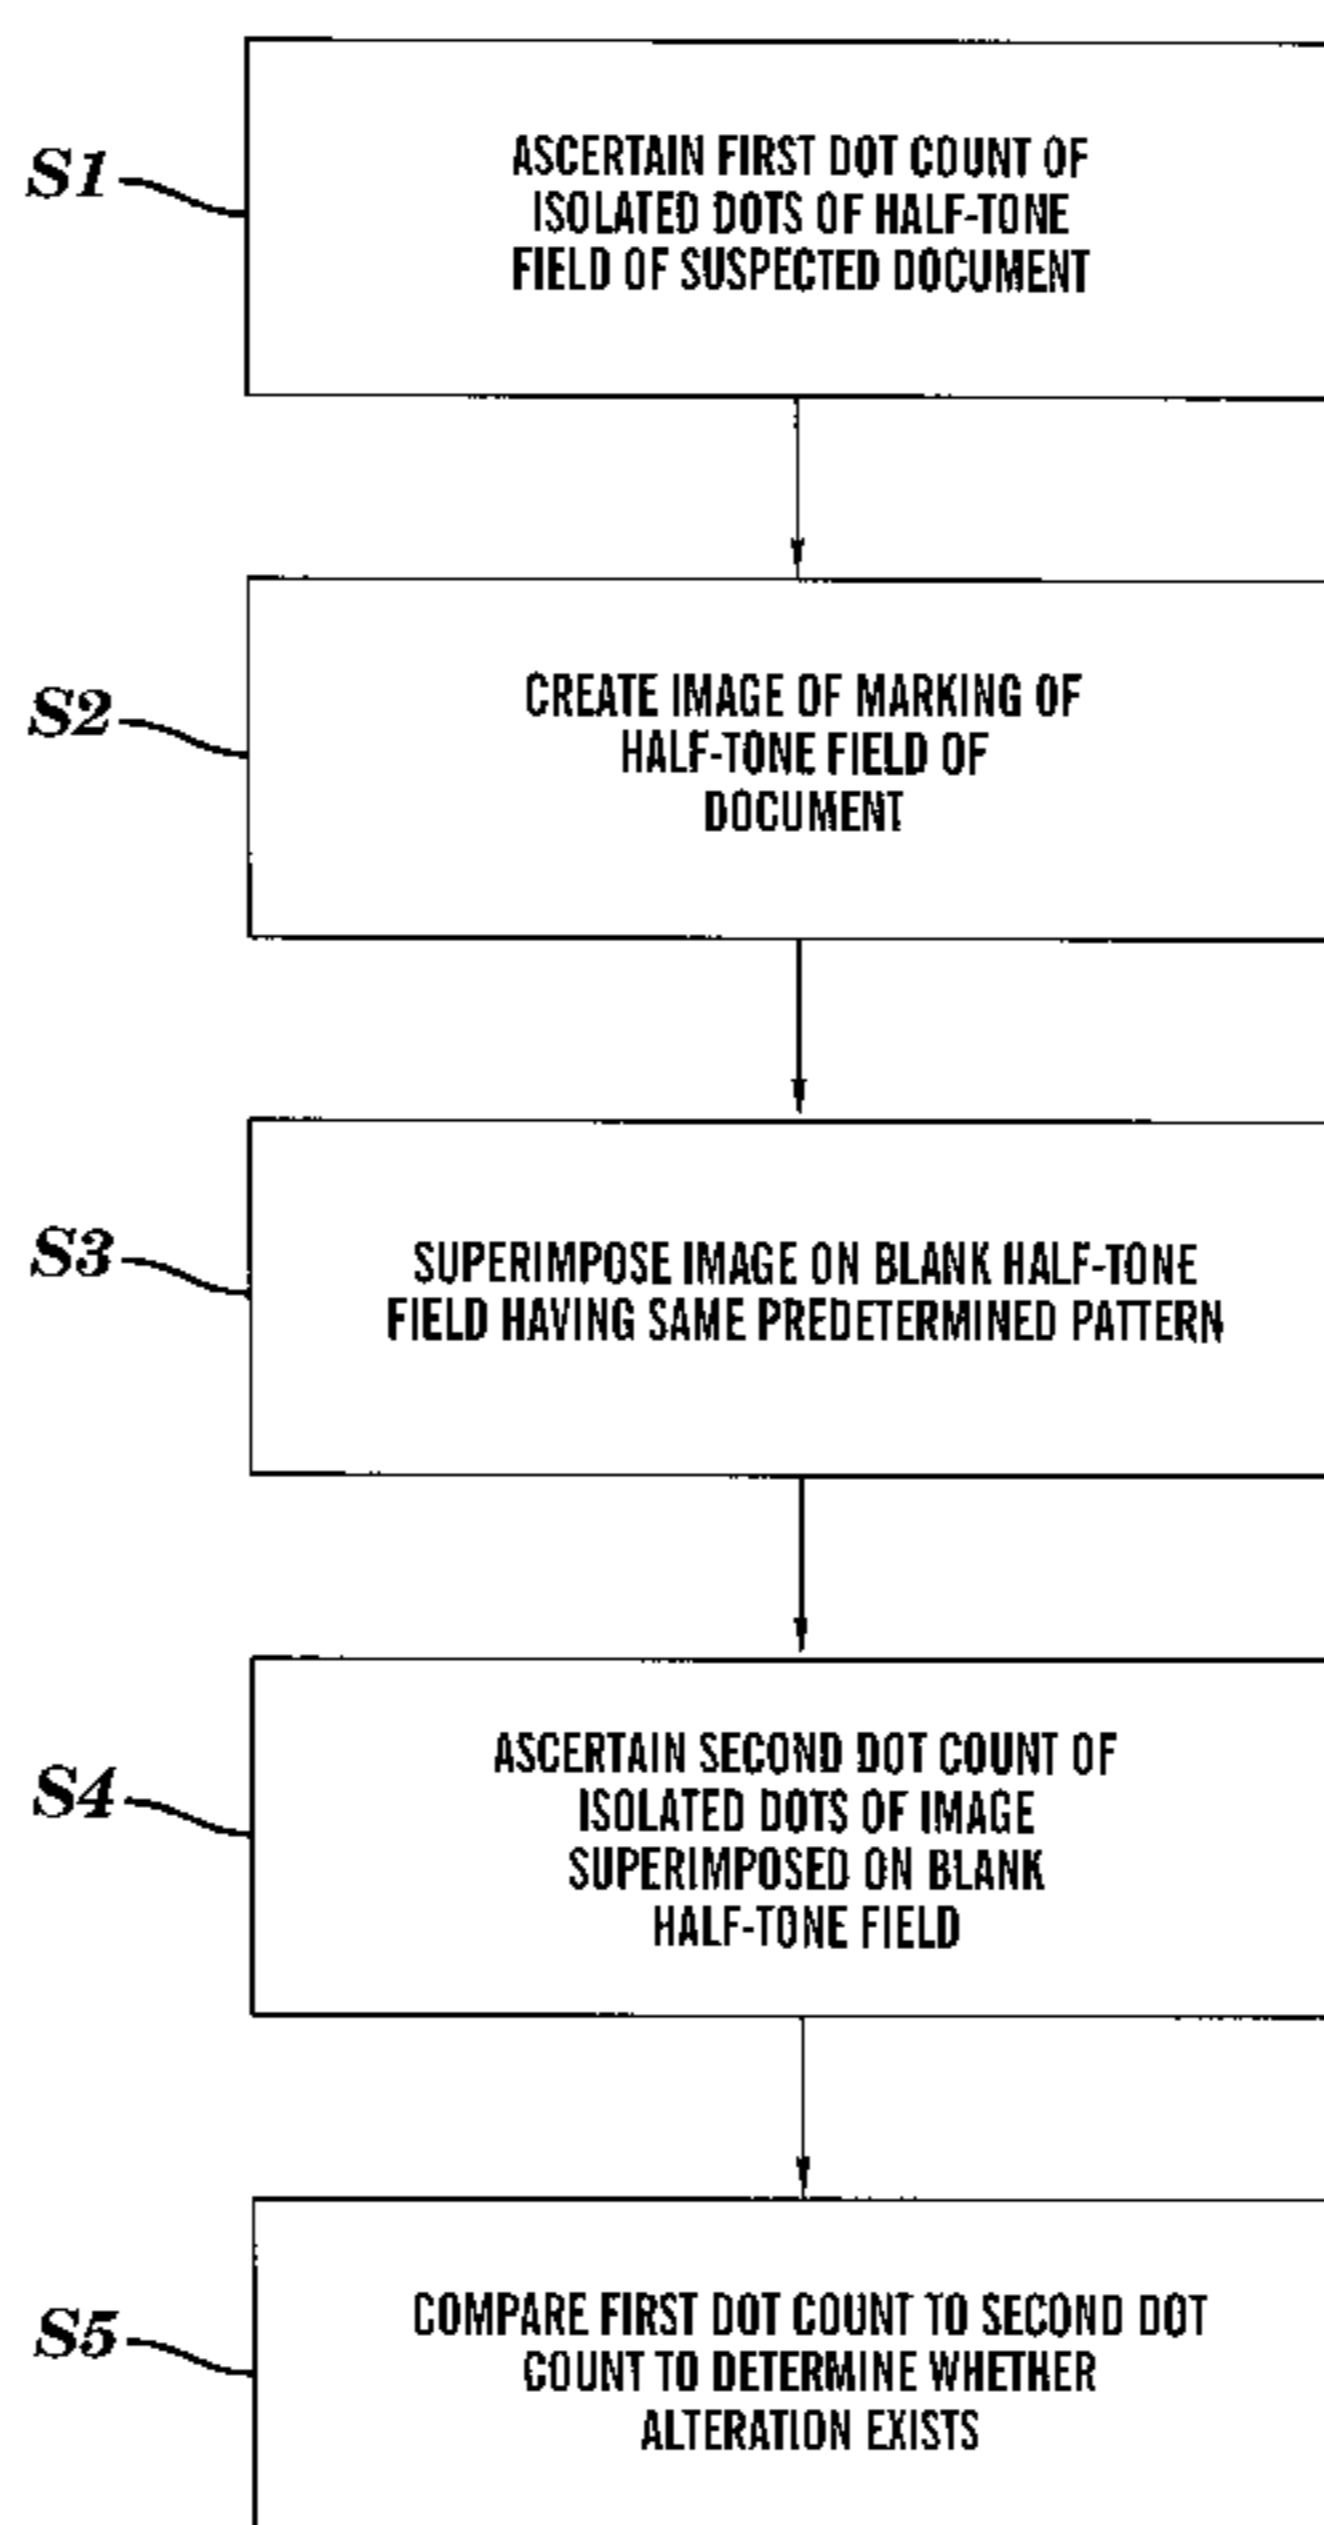 S1
ASCERTAIN FIRST DOT COUNT OF
ISOLATED DOTS OF HALF-TONE
FIELD OF SUSPECTED DOCUMENT
S2
CREATE IMAGE OF MARKING OF
HALF-TONE FIELD OF
DOCUMENT
S3
SUPERIMPOSE IMAGE ON BLANK HALF-TONE
FIELD HAVING SAME PREDETERMINED PATTERN
S4
ASCERTAIN SECOND DOT COUNT OF
ISOLATED DOTS OF IMAGE
SUPERIMPOSED ON BLANK
HALF-TONE FIELD
S5
COMPARE FIRST DOT COUNT TO SECOND DOT
COUNT TO DETERMINE WHETHER
ALTERATION EXISTS